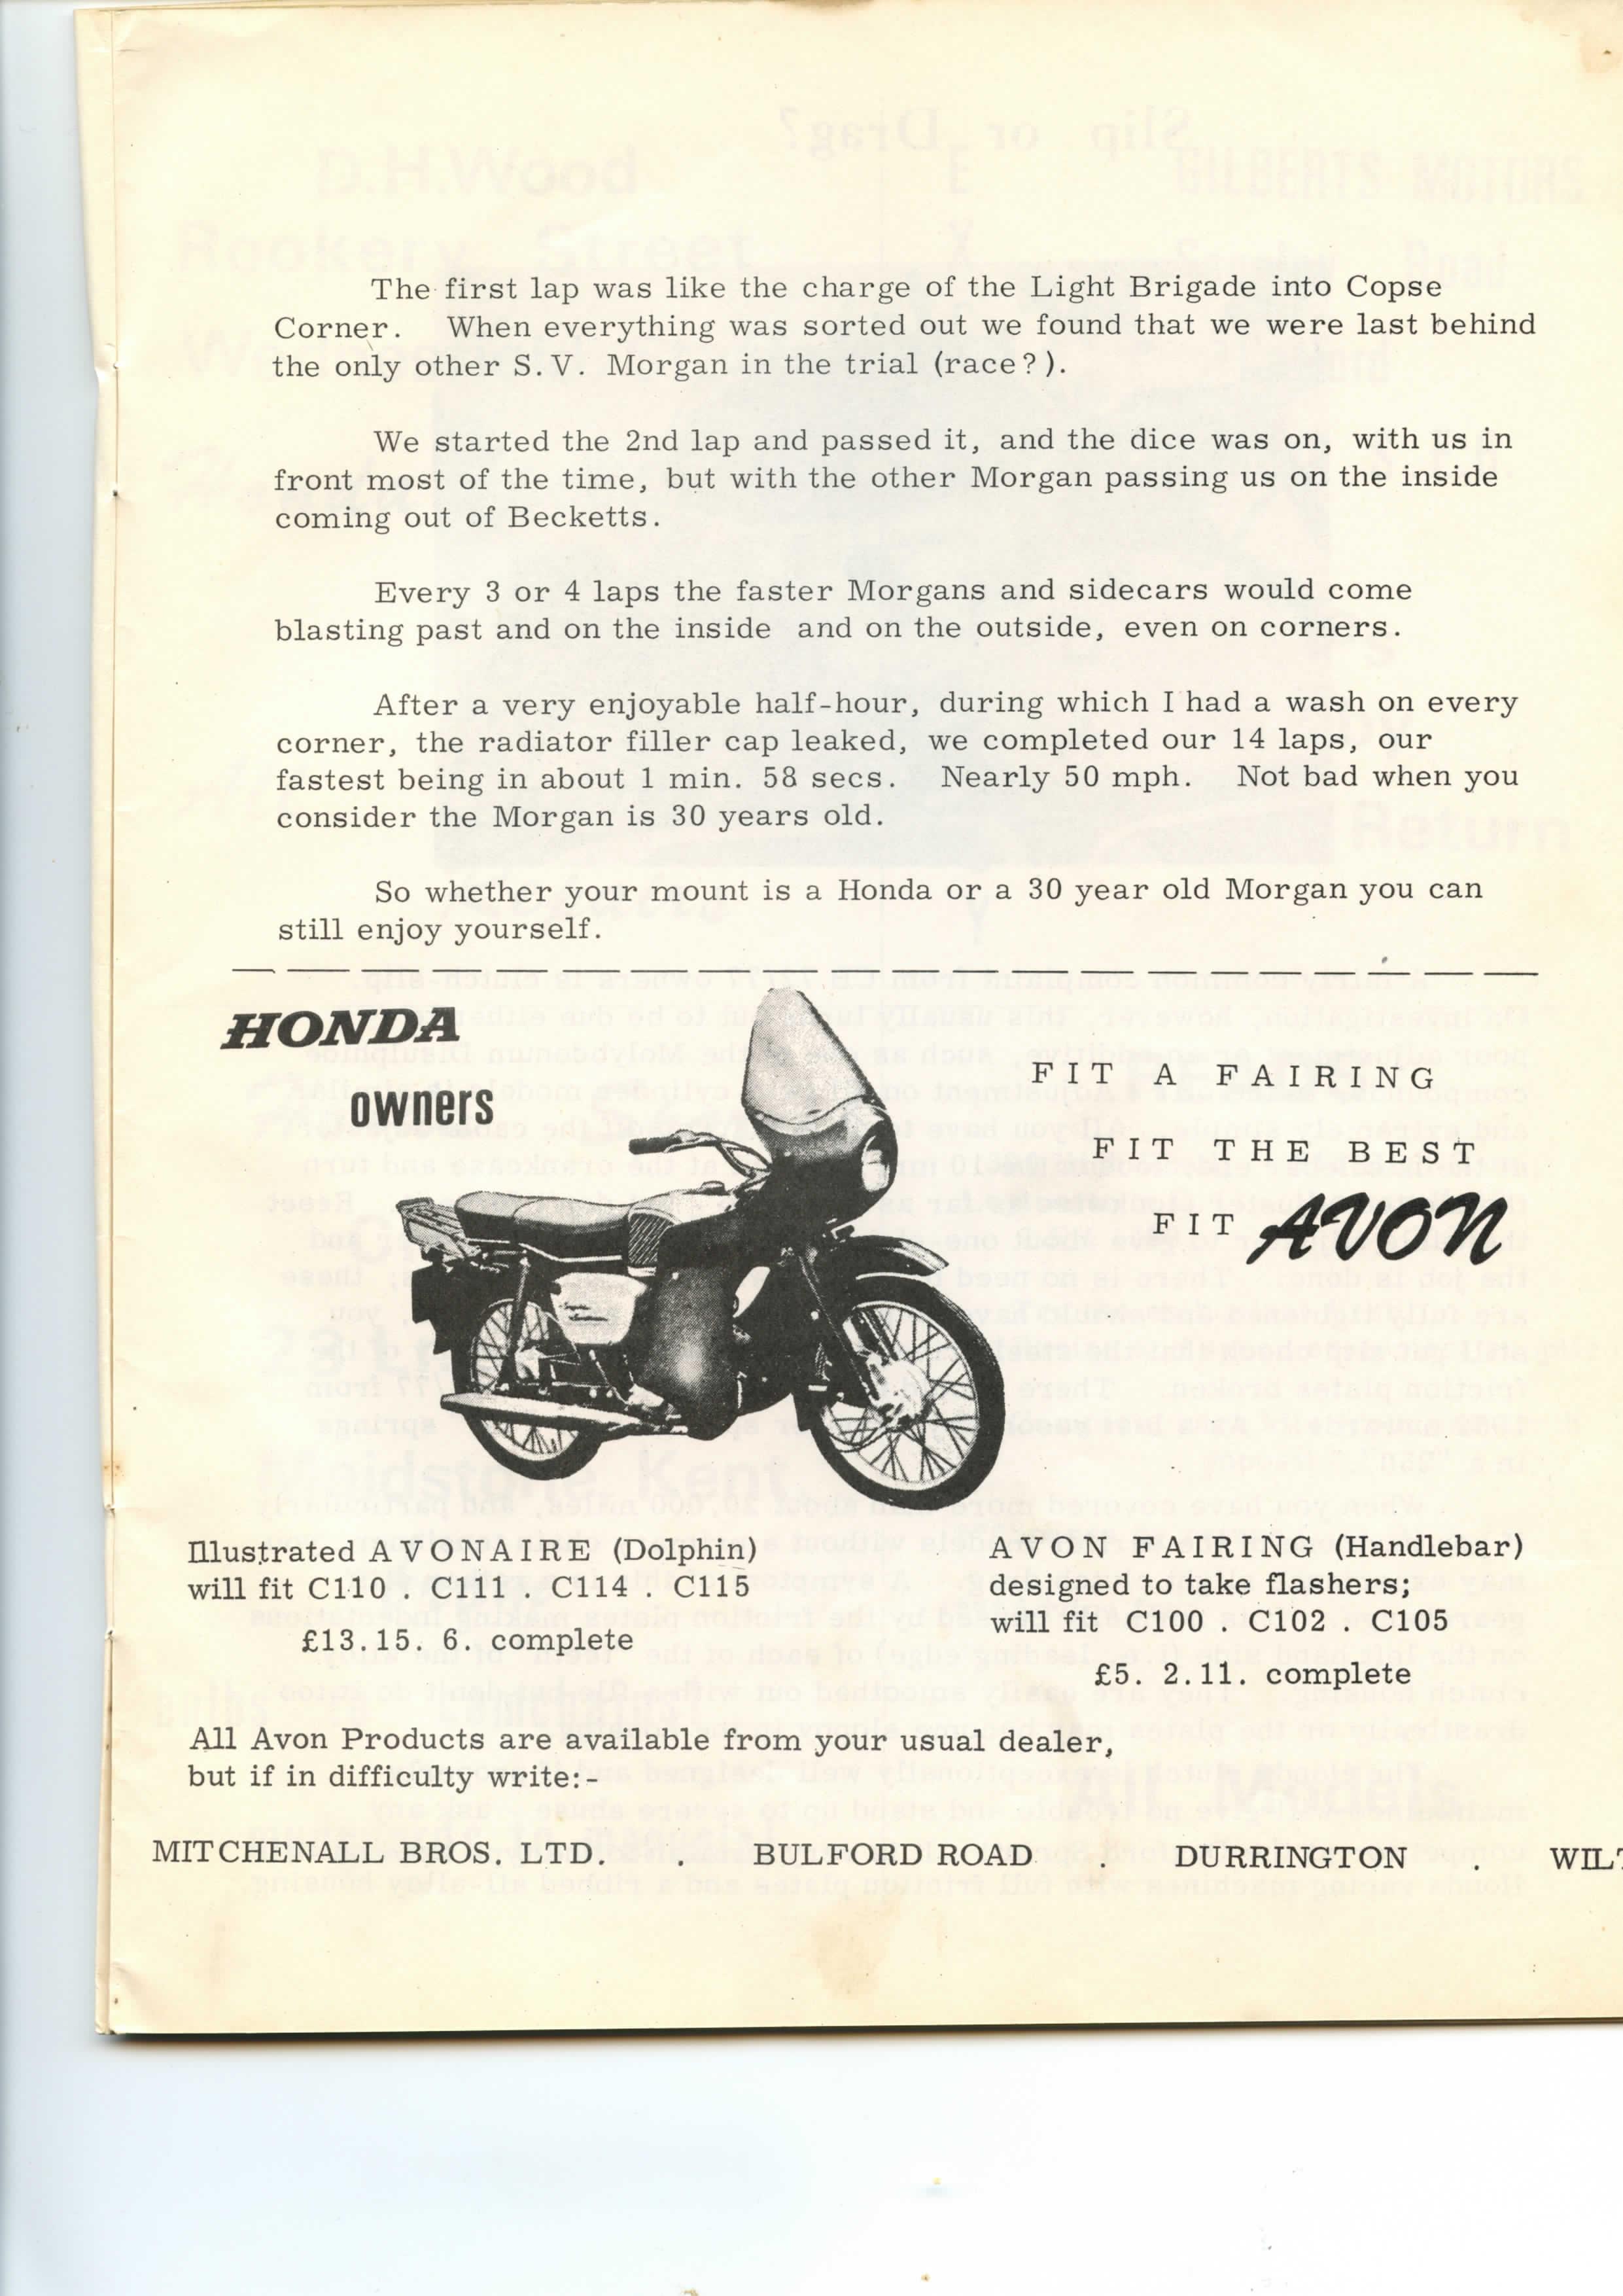 The first lap was like the charge of the Light Brigade into Copse
Corner. When everything was sorted out we found that we were last behind
the only other S.V. Morgan in the trial (race?).
We started the 2nd lap and passed it, and the dice was on, with us in
front most of the time, but with the other Morgan passing us on the inside
coming out of Becketts.
Every 3 or 4 laps the faster Morgans and sidecars would come
blasting past and on the inside and on the outside, even on corners.
After a very enjoyable half-hour, during which I had a wash on every
corner, the radiator filler cap leaked, we completed our 14 laps, our
fastest being in about 1 min. 58 secs. Nearly 50 mph. Not bad when you
consider the Morgan is 30 years old.
So whether your mount is a Honda or a 30 year old Morgan you can
still enjoy yourself.
HONDA
owners
FIT A FAIRING
FIT THE BEST
FIT AVON
Illustrated AVONAIRE (Dolphin)
will fit C110 . C111 . C114 . C115
£13.15. 6. complete
AVON FAIRING (Handlebar)
designed to take flashers;
will fit C100 . C102 . C105
£5. 2.11. complete
All Avon Products are available from your usual dealer,
but if in difficulty write:-
MITCHENALL BROS. LTD. . BULFORD ROAD . DURRINGTON .